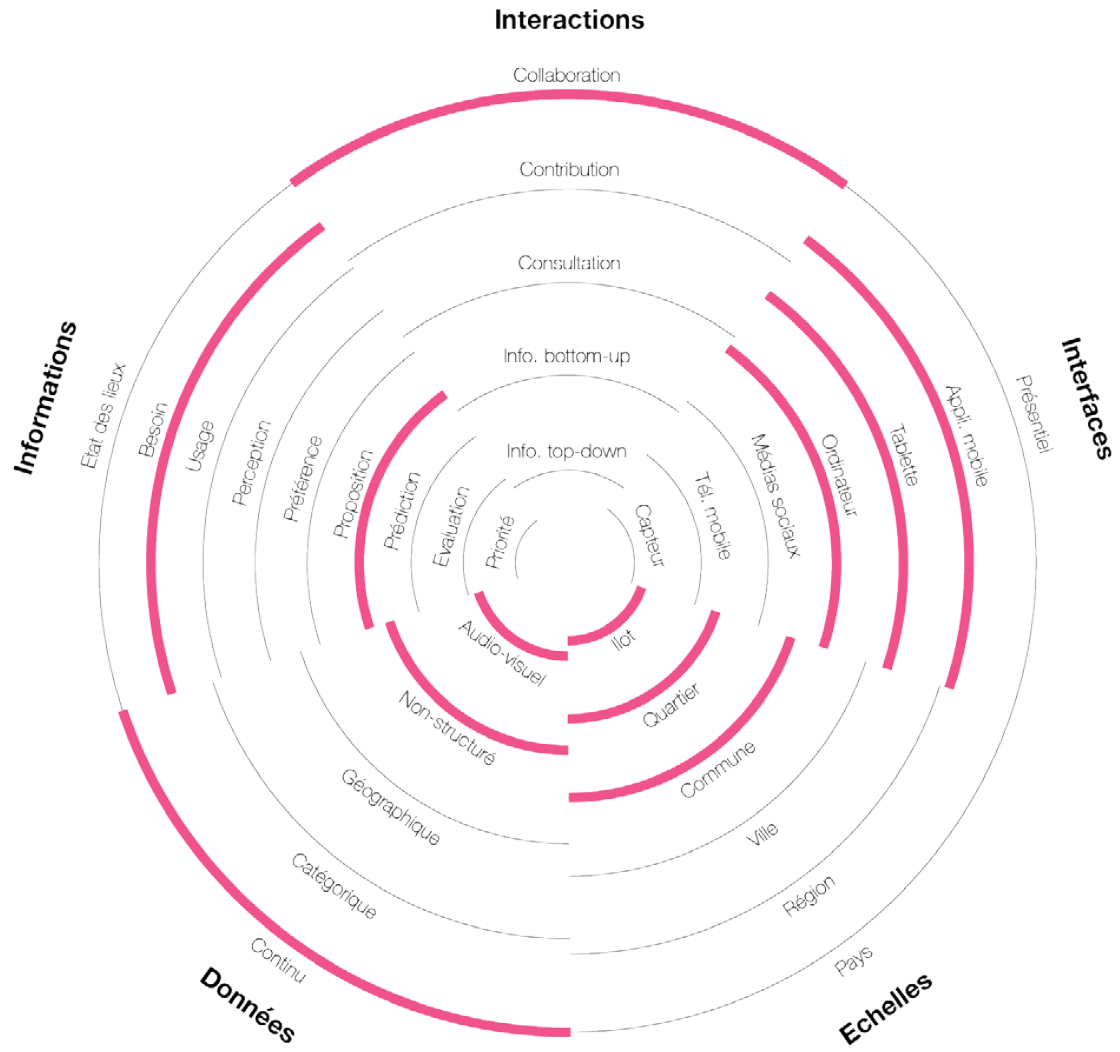 Interactions
Collaboration
Contribution
Consultation
Info. bottom-up
Info. top-down
Informations
Etat des lieux
Besoin
Usage
Perception
Préférence
Proposition
Prédiction
Evaluation
Priorité
Interfaces
Présentiel
Appli. mobile
Tablette
Ordinateur
Médias sociaux
Tél. mobile
Capteur
Audio-visuel
Non-structuré
Géographique
Catégorique
Continu
Données
Ilot
Quartier
Commune
Ville
Région
Pays
Echelles